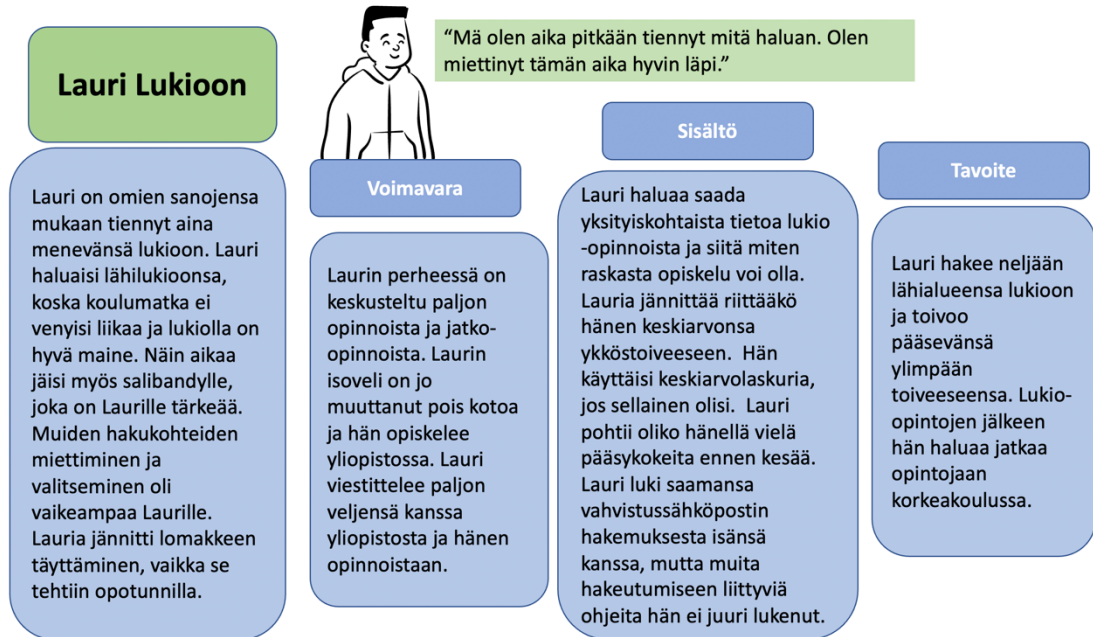 Lauri Lukioon
“Mä olen aika pitkään tiennyt mitä haluan. Olen
miettinyt tämän aika hyvin läpi.”
Lauri on omien sanojensa
mukaan tiennyt aina
menevänsä lukioon. Lauri
haluaisi lähilukioonsa,
koska koulumatka ei
venyisi liikaa ja lukiolla on
hyvä maine. Näin aikaa
jäisi myös salibandylle,
joka on Laurille tärkeää.
Muiden hakukohteiden
miettiminen ja
valitseminen oli
vaikeampaa Laurille.
Lauria jännitti lomakkeen
täyttäminen, vaikka se
tehtiin opotunnilla.
Voimavara
Laurin perheessä on
keskusteltu paljon
opinnoista ja jatko-
opinnoista. Laurin
isoveli on jo
muuttanut pois kotoa
ja hän opiskelee
yliopistossa. Lauri
viestittelee paljon
veljensä kanssa
yliopistosta ja hänen
opinnoistaan.
Sisältö
Lauri haluaa saada
yksityiskohtaista tietoa lukio
-opinnoista ja siitä miten
raskasta opiskelu voi olla.
Lauria jännittää riittääkö
hänen keskiarvonsa
ykköstoiveeseen. Hän
käyttäisi keskiarvolaskuria,
jos sellainen olisi. Lauri
pohtii oliko hänellä vielä
pääsykokeita ennen kesää.
Lauri luki saamansa
vahvistussähköpostin
hakemuksesta isänsä
kanssa, mutta muita
hakeutumiseen liittyviä
ohjeita hän ei juuri lukenut.
Tavoite
Lauri hakee neljään
lähialueensa lukioon
ja toivoo
pääsevänsä
ylimpään
toiveeseensa. Lukio-
opintojen jälkeen
hän haluaa jatkaa
opintojaan
korkeakoulussa.